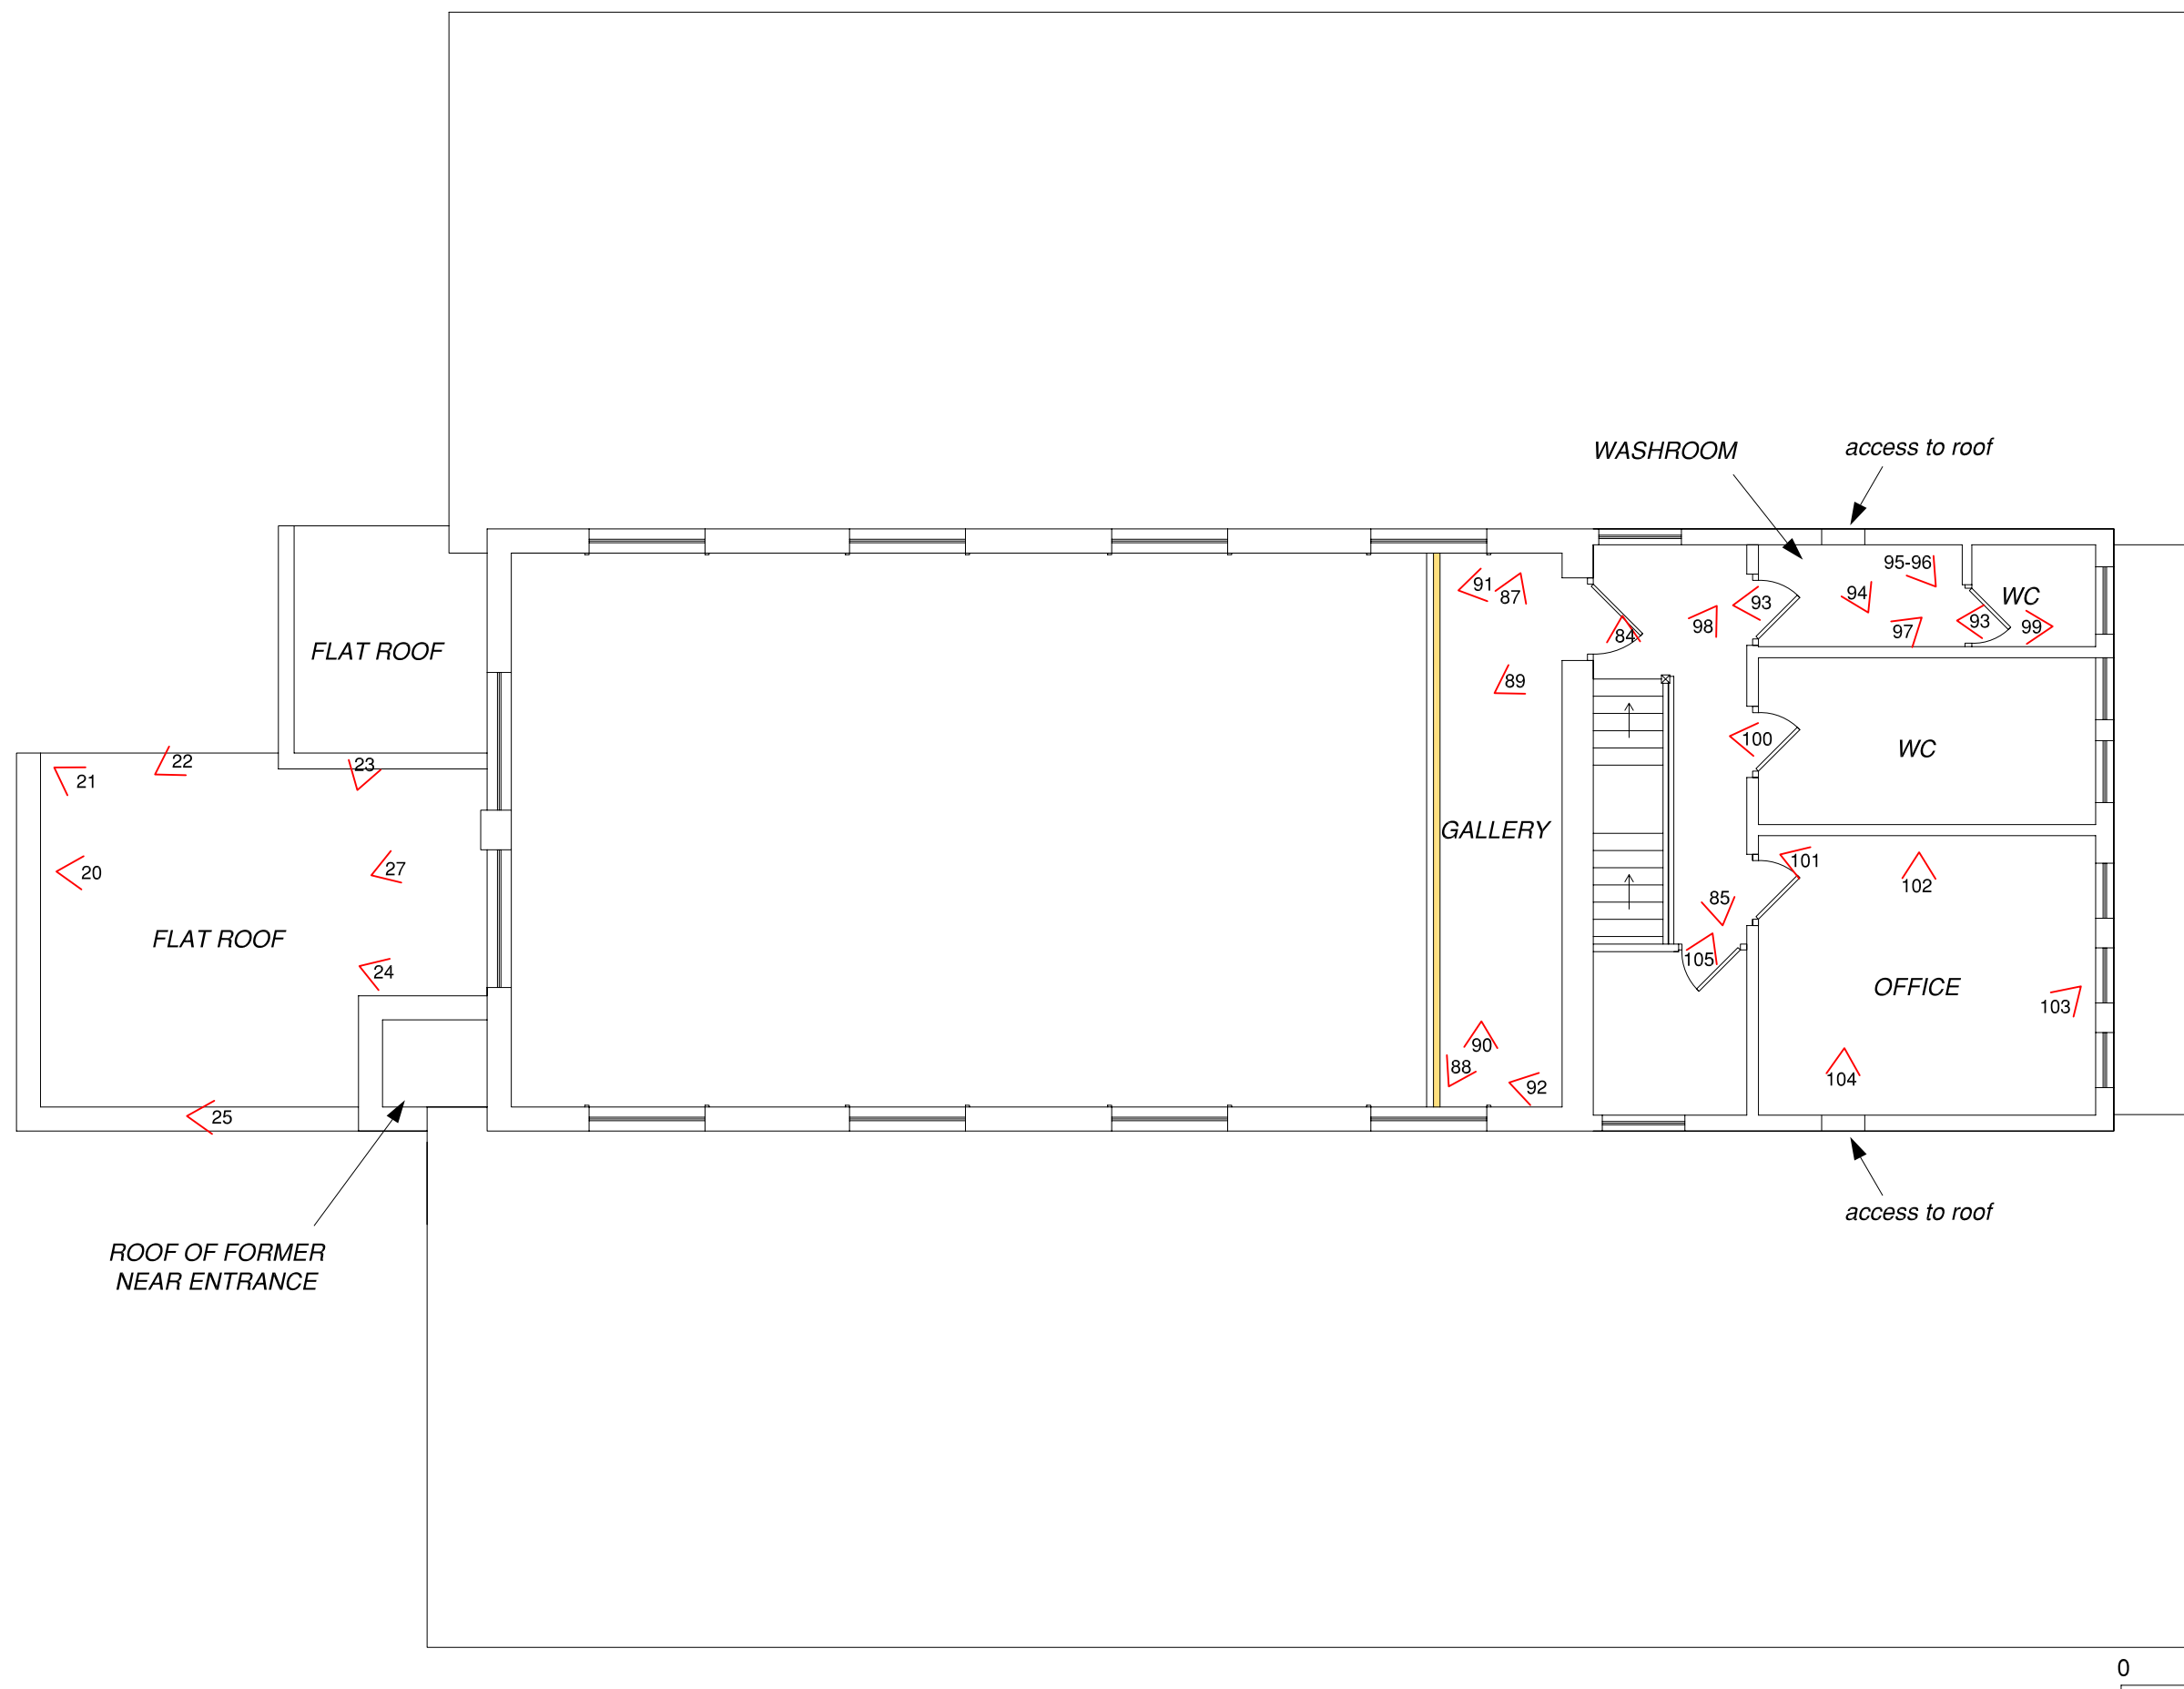 access to roof
WASHROOM
95-96
91
87
94
WC
93
98
84
97
93
99
FLAT ROOF
89
22
23
100
WC
21
GALLERY
101
27
20
102
85
FLAT ROOF
105
24
OFFICE
103
90
88
104
92
25
access to roof
ROOF OF FORMER
NEAR ENTRANCE
0